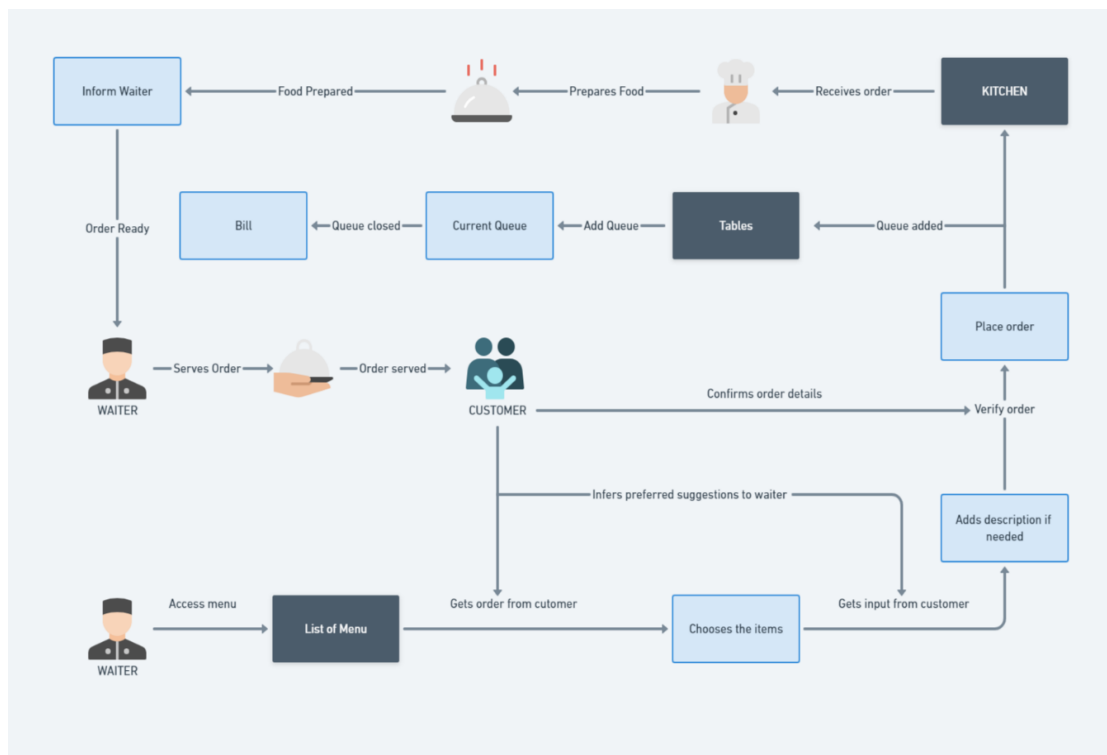 Inform Waiter
Food Prepared
Prepares Food
Receives order
KITCHEN
Order Ready
Bill
Queue closed
Current Queue
Add Queue
Tables
Queue added
Place order
WAITER
Serves Order
Order served
CUSTOMER
Confirms order details
Verify order
Infers preferred suggestions to waiter
Adds description if
needed
WAITER
Access menu
List of Menu
Gets order from cutomer
Chooses the items
Gets input from customer